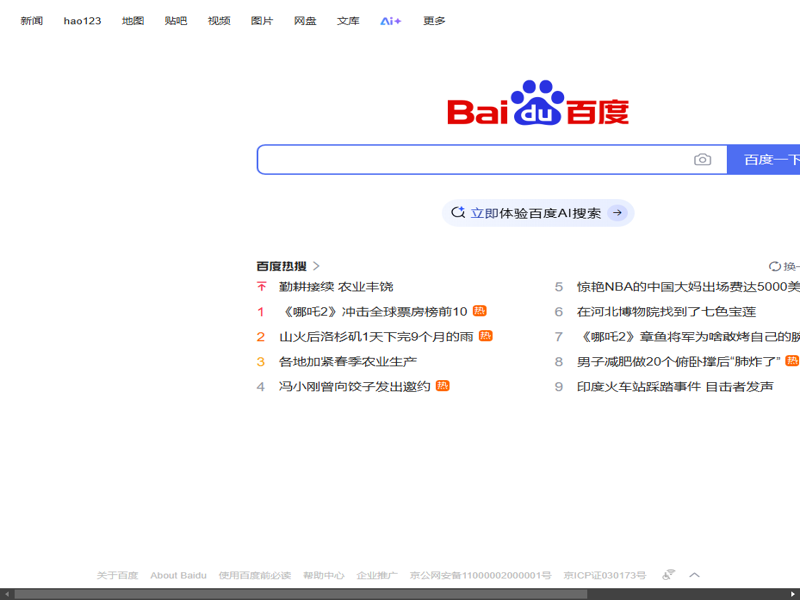 新闻 hao123 地图 贴吧 视频 图片 网盘 文库 Ai+ 更多
Bai du 百度
百度一下
立即体验百度AI搜索
百度热搜
换一
勤耕接续 农业丰饶
1 《哪吒2》冲击全球票房榜前10 热
2 山火后洛杉矶1天下完9个月的雨 热
3 各地加紧春季农业生产
4 冯小刚曾向饺子发出邀约 热
5 惊艳NBA的中国大妈出场费达5000美
6 在河北博物院找到了七色宝莲
7 《哪吒2》章鱼将军为啥敢烤自己的腕
8 男子减肥做20个俯卧撑后“肺炸了” 热
9 印度火车站踩踏事件 目击者发声
关于百度 About Baidu 使用百度前必读 帮助中心 企业推广 京公网安备11000002000001号 京ICP证030173号